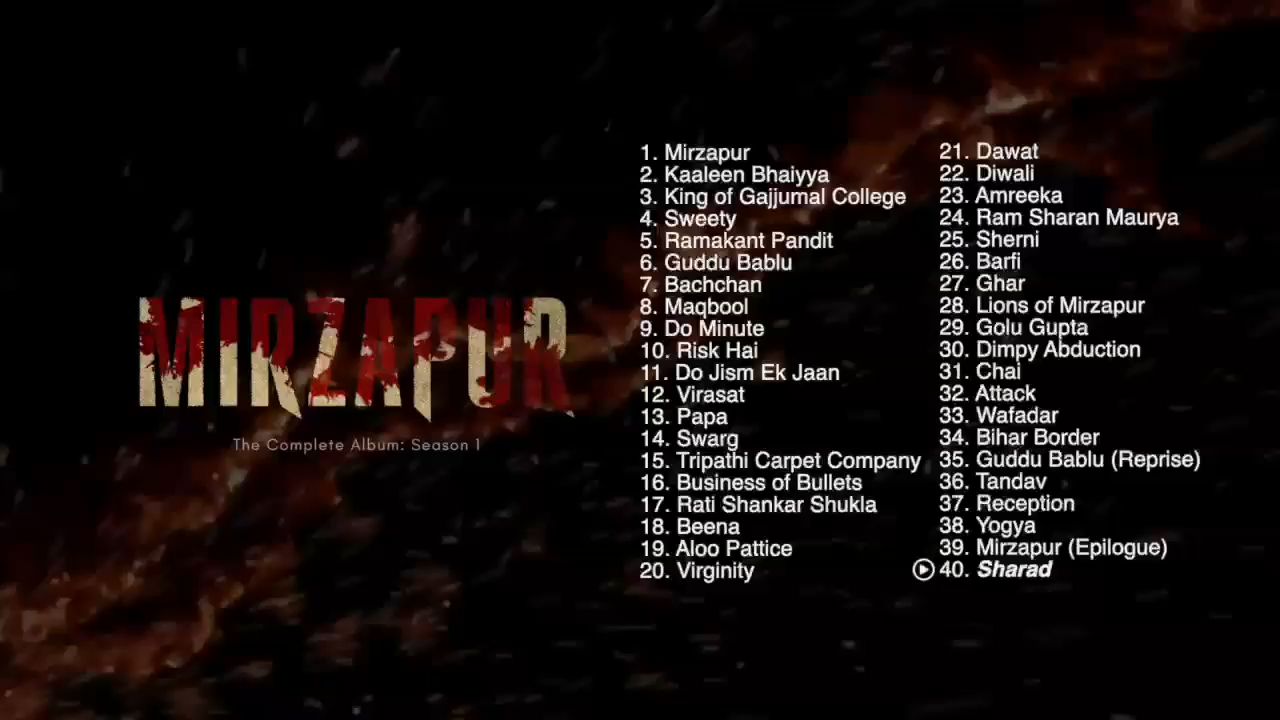 MIRZAPUR
The Complete Album: Season 1
1. Mirzapur
2. Kaaleen Bhaiyya
3. King of Gajjumal College
4. Sweety
5. Ramakant Pandit
6. Guddu Bablu
7. Bachchan
8. Maqbool
9. Do Minute
10. Risk Hai
11. Do Jism Ek Jaan
12. Virasat
13. Papa
14. Swarg
15. Tripathi Carpet Company
16. Business of Bullets
17. Rati Shankar Shukla
18. Beena
19. Aloo Pattice
20. Virginity
21. Dawat
22. Diwali
23. Amreeka
24. Ram Sharan Maurya
25. Sherni
26. Barfi
27. Ghar
28. Lions of Mirzapur
29. Golu Gupta
30. Dimpy Abduction
31. Chai
32. Attack
33. Wafadar
34. Bihar Border
35. Guddu Bablu (Reprise)
36. Tandav
37. Reception
38. Yogya
39. Mirzapur (Epilogue)
40. Sharad